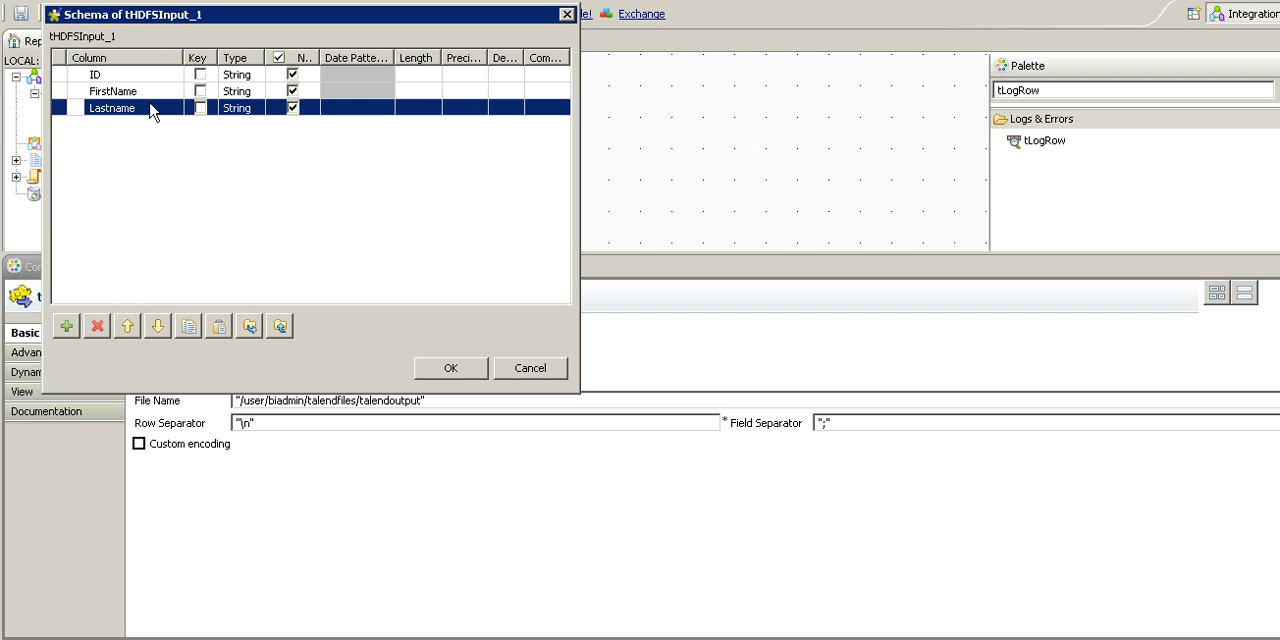 Schema of tHDFSInput_1
Exchange
Integration
Rep
LOCAL:
tHDFSInput_1
Column Key Type N.. Date Patte... Length Preci... De... Com...
ID String
FirstName String
Lastname String
Palette
tLogRow
Logs & Errors
tLogRow
OK Cancel
Basic
Advan
Dynam
View
Documentation
File Name "/user/biadmin/talendfiles/talendoutput"
Row Separator "\n" * Field Separator ";"
Custom encoding